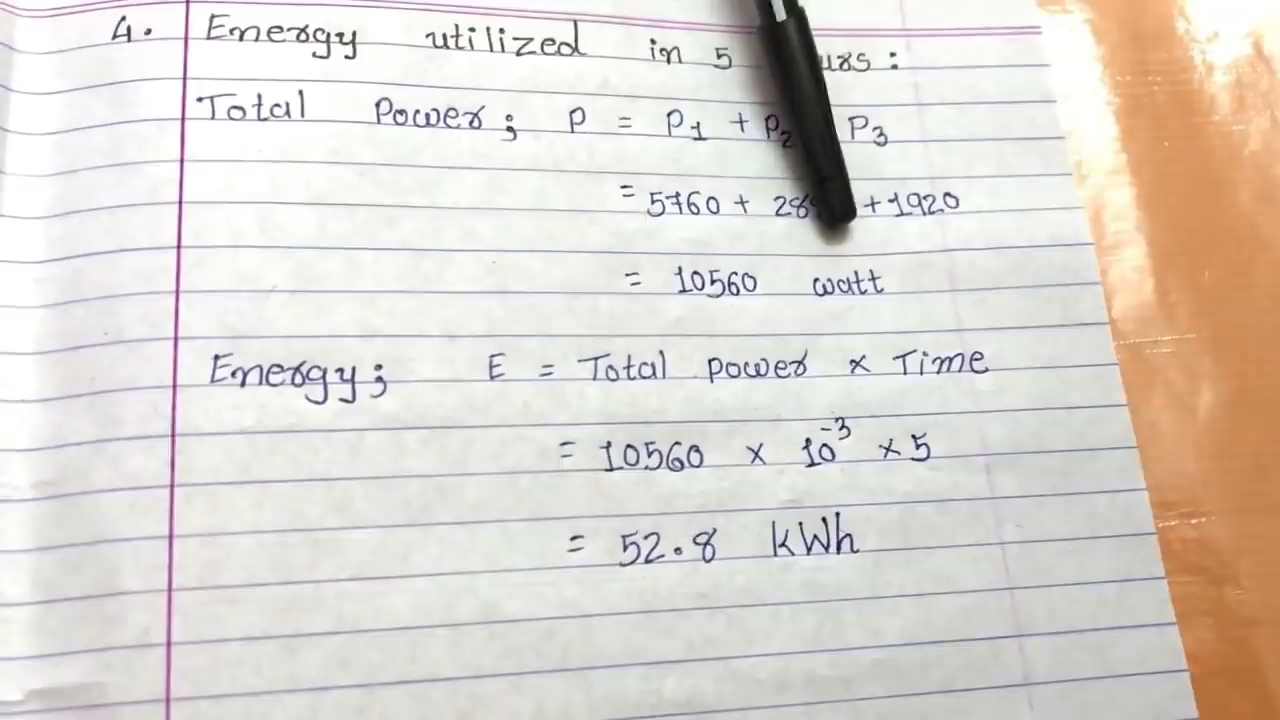 4. Energy utilized in 5 :
Total Power; P = P1 + P2 P3
= 5760 + + 1920
= 10560 watt
Energy; E = Total power × Time
= 10560 × 10⁻³ × 5
= 52.8 kWh